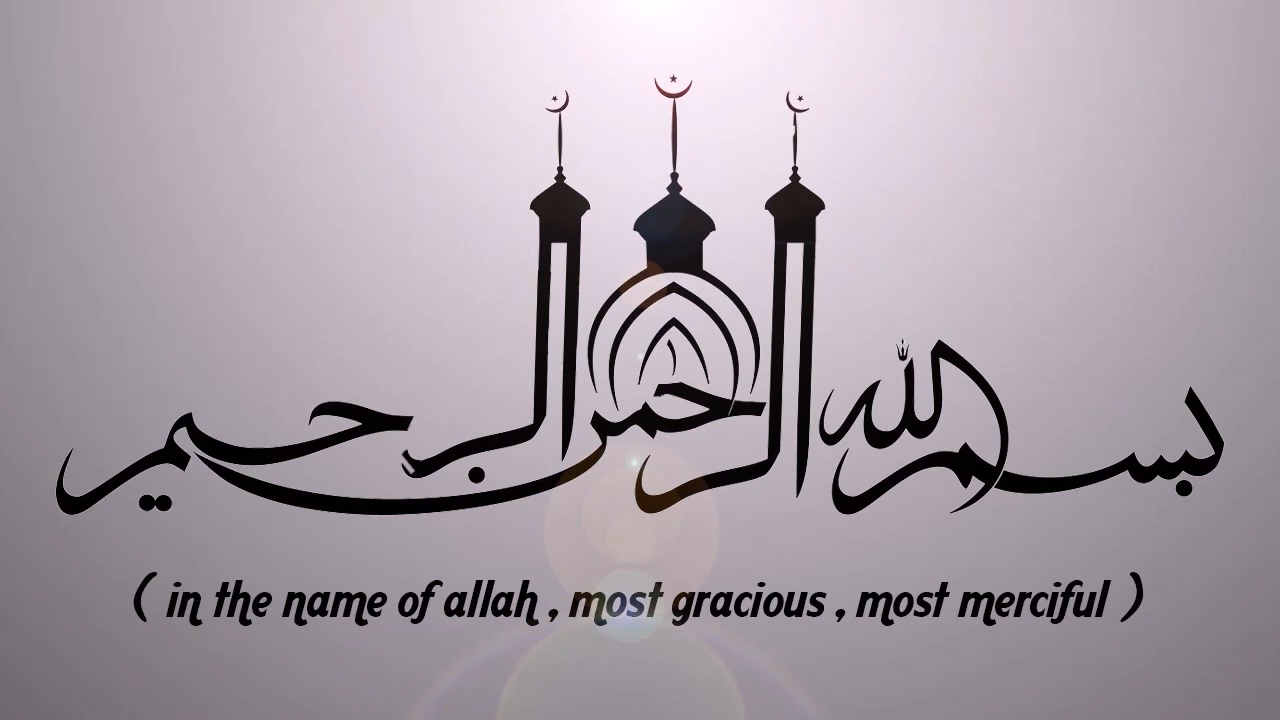 بسم الله الرحمن الرحيم
( in the name of allah , most gracious , most merciful )